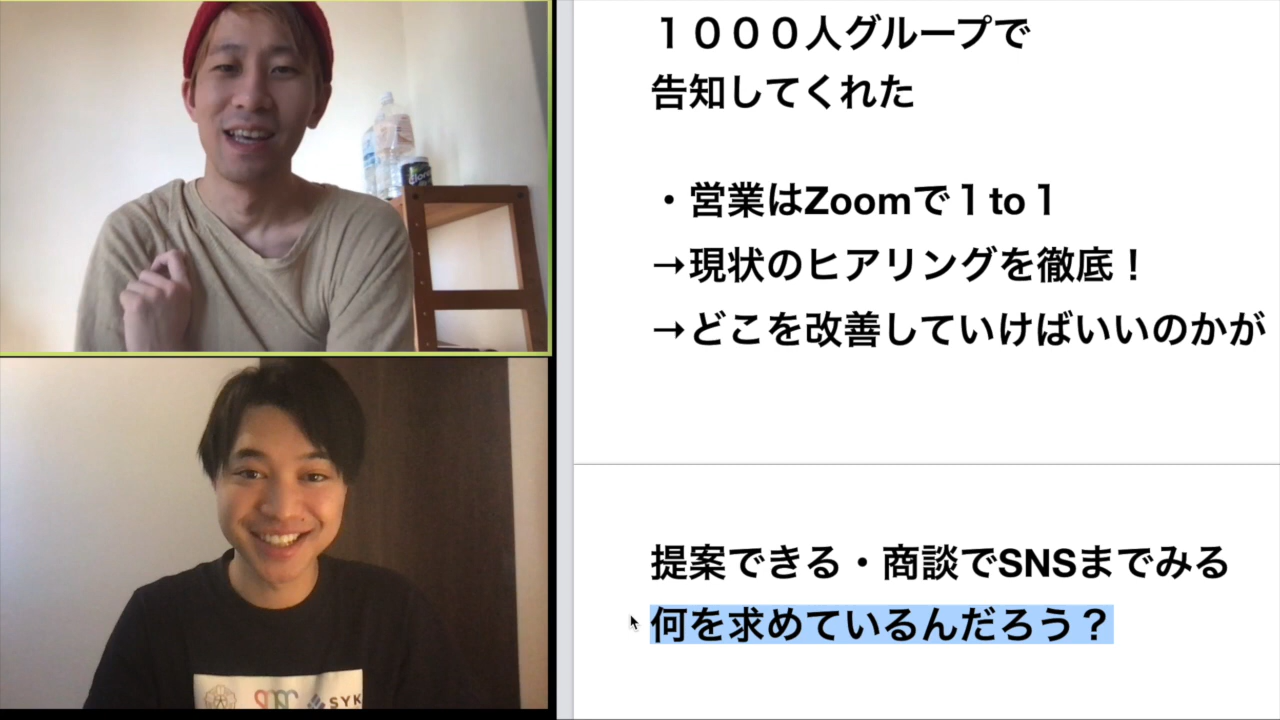 １０００人グループで
告知してくれた
・営業はZoomで１to１
→現状のヒアリングを徹底！
→どこを改善していけばいいのかが
提案できる・商談でSNSまでみる
何を求めているんだろう？
SYK